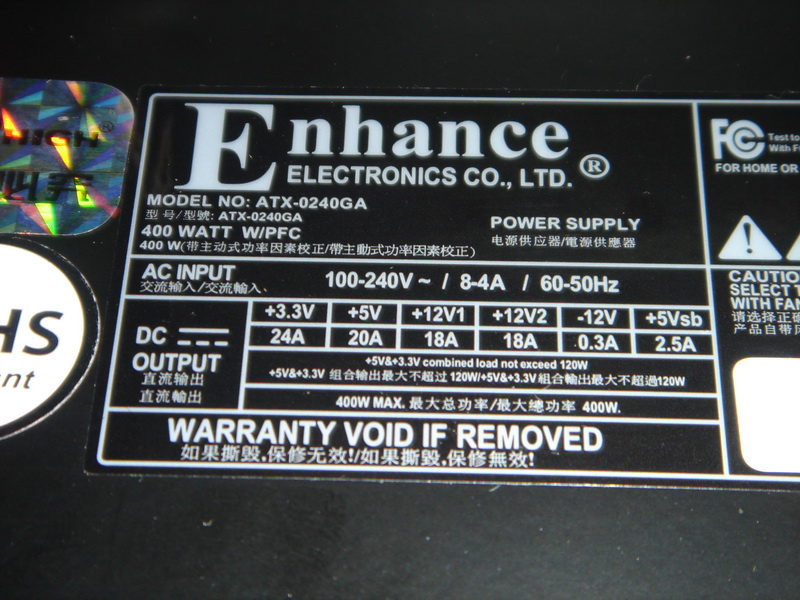 Enhance
ELECTRONICS CO., LTD. ®
MODEL NO: ATX-0240GA
型号/型號: ATX-0240GA
400 WATT W/PFC
400 W(带主动式功率因素校正/帶主動式功率因素校正)
POWER SUPPLY
电源供应器/電源供應器
AC INPUT 100-240V ~ / 8-4A / 60-50Hz
交流输入/交流輸入
+3.3V +5V +12V1 +12V2 -12V +5Vsb
24A 20A 18A 18A 0.3A 2.5A
DC
OUTPUT
直流输出
直流輸出
+5V&+3.3V combined load not exceed 120W
+5V&+3.3V 组合输出最大不超过 120W/+5V&+3.3V 組合輸出最大不超過120W
400W MAX. 最大总功率/最大總功率 400W.
WARRANTY VOID IF REMOVED
如果撕毁,保修无效!/如果撕毀,保修無效!
FC
Test to
With F
FOR HOME OR
CAUTIO
SELECT T
WITH FAN
请选择正确
产品自带风
HIGH
HS
ant